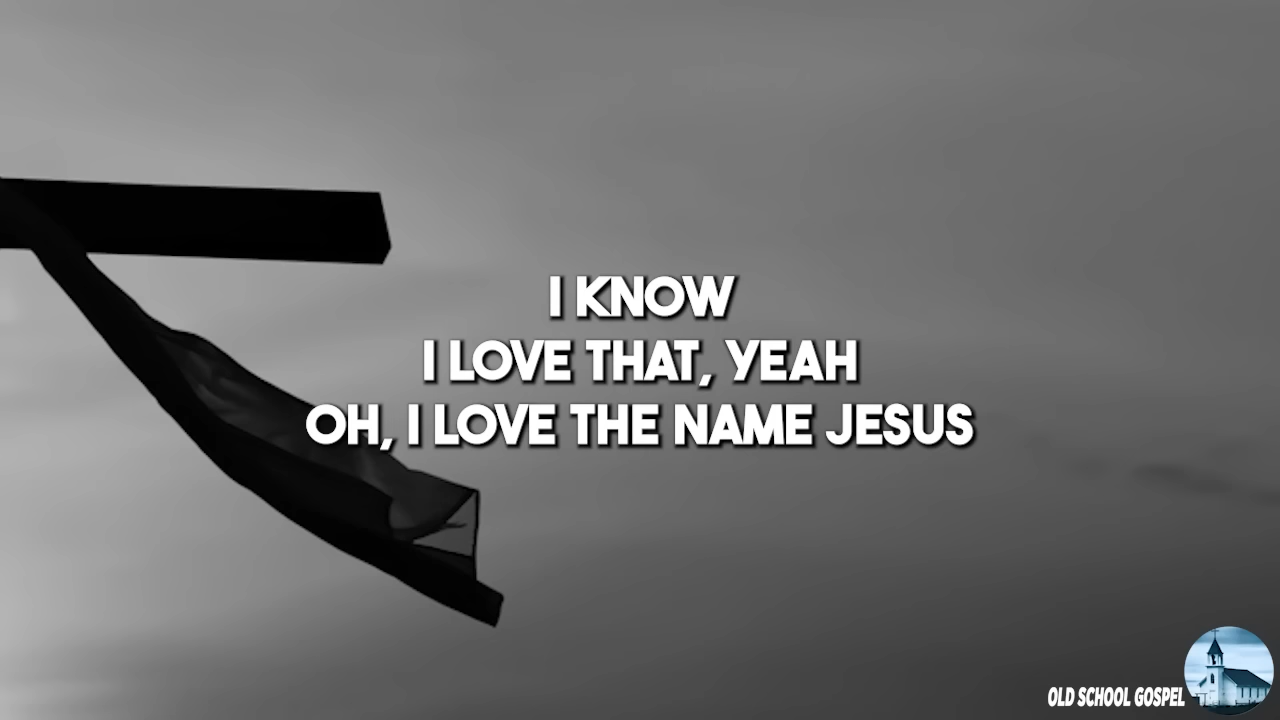 I KNOW
I LOVE THAT, YEAH
OH, I LOVE THE NAME JESUS
OLD SCHOOL GOSPEL